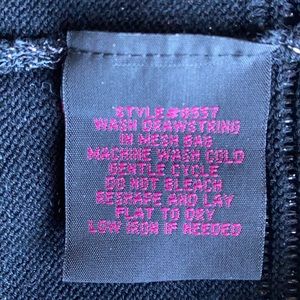 STYLE#8557
WASH DRAWSTRING
IN MESH BAG
MACHINE WASH COLD
GENTLE CYCLE
DO NOT BLEACH
RESHAPE AND LAY
FLAT TO DRY
LOW IRON IF NEEDED